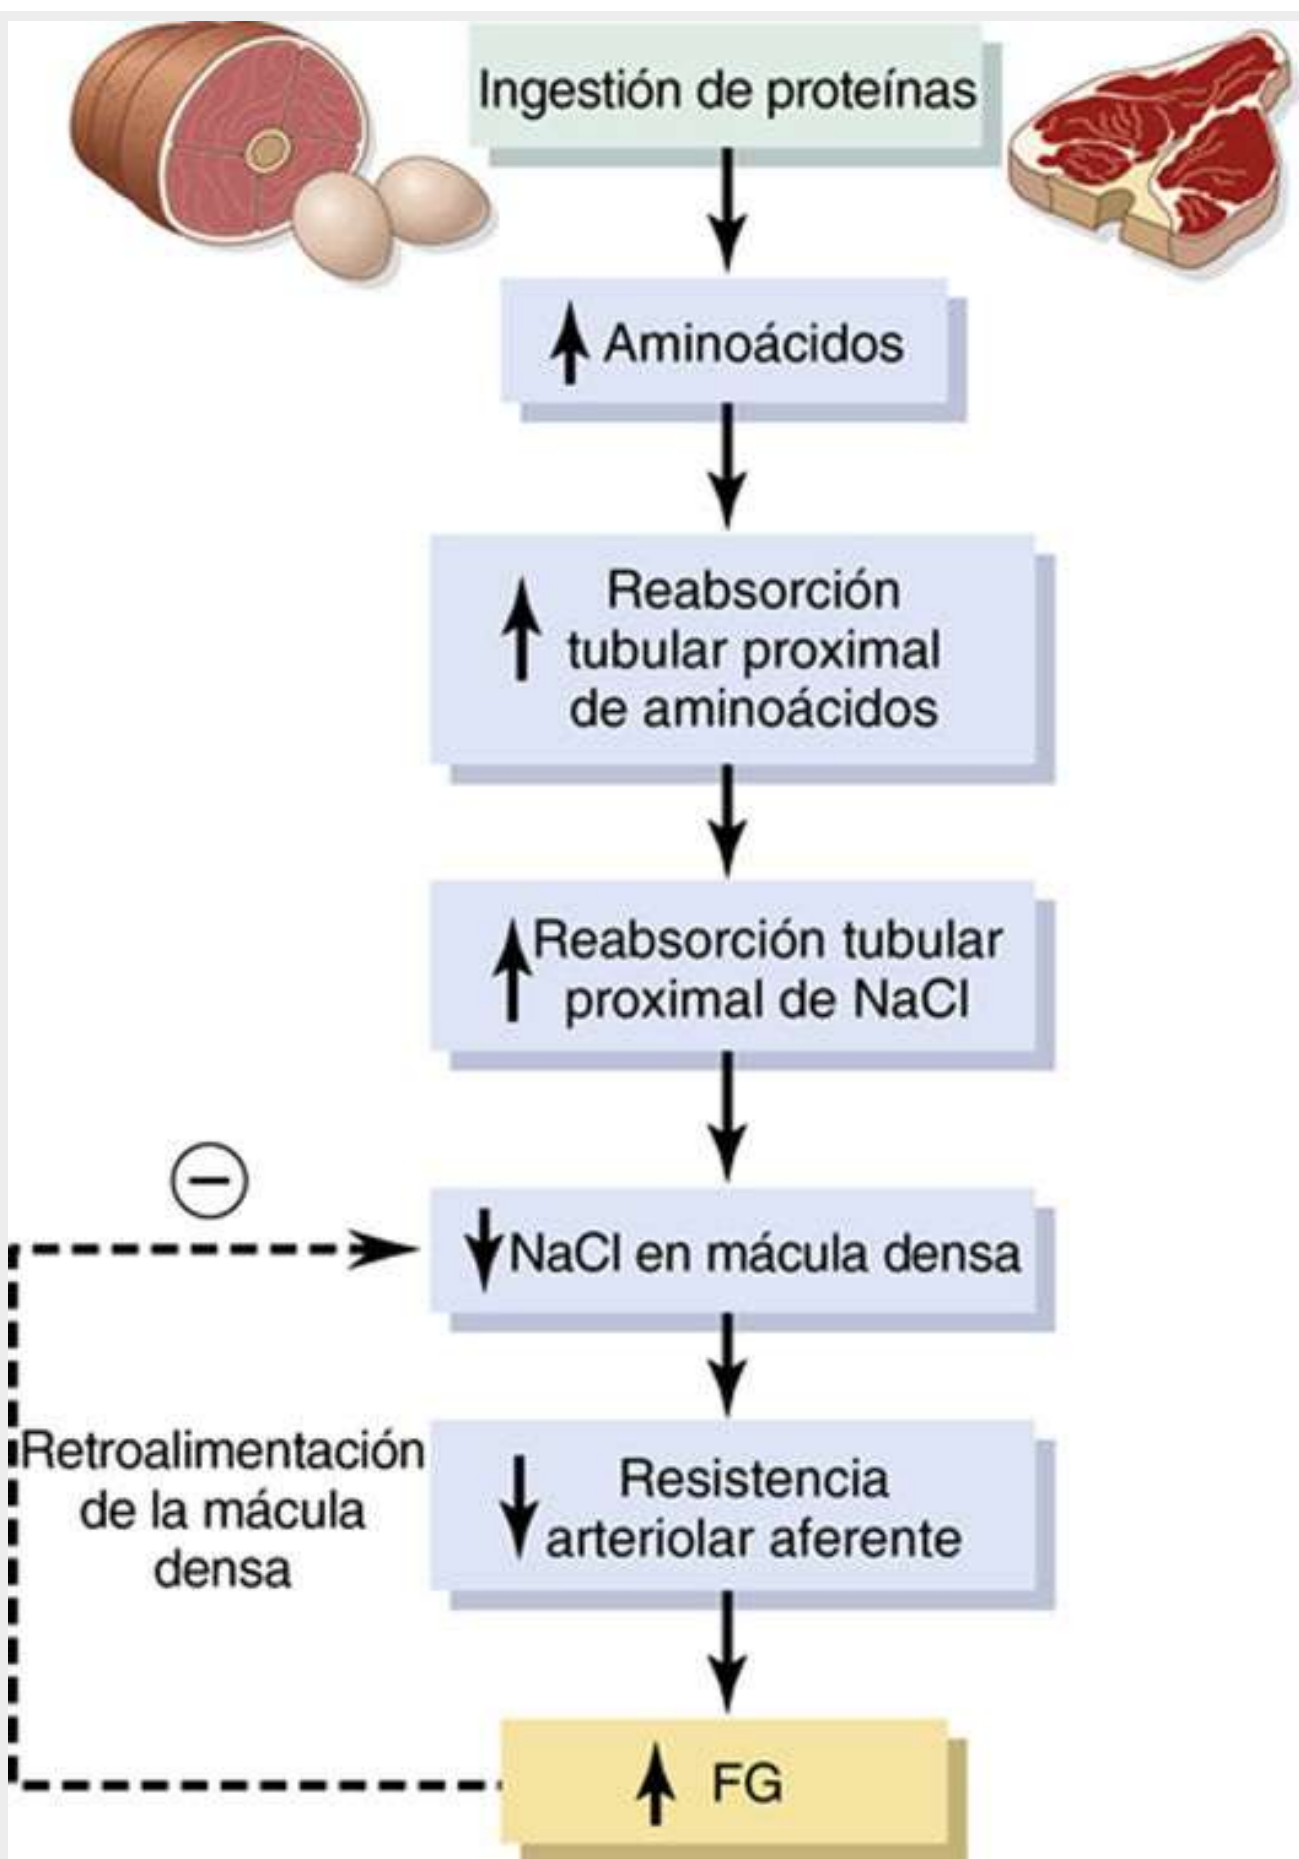 Ingestión de proteínas
Aminoácidos
Reabsorción
tubular proximal
de aminoácidos
Reabsorción tubular
proximal de NaCl
−
NaCl en mácula densa
Retroalimentación
de la mácula
densa
Resistencia
arteriolar aferente
FG